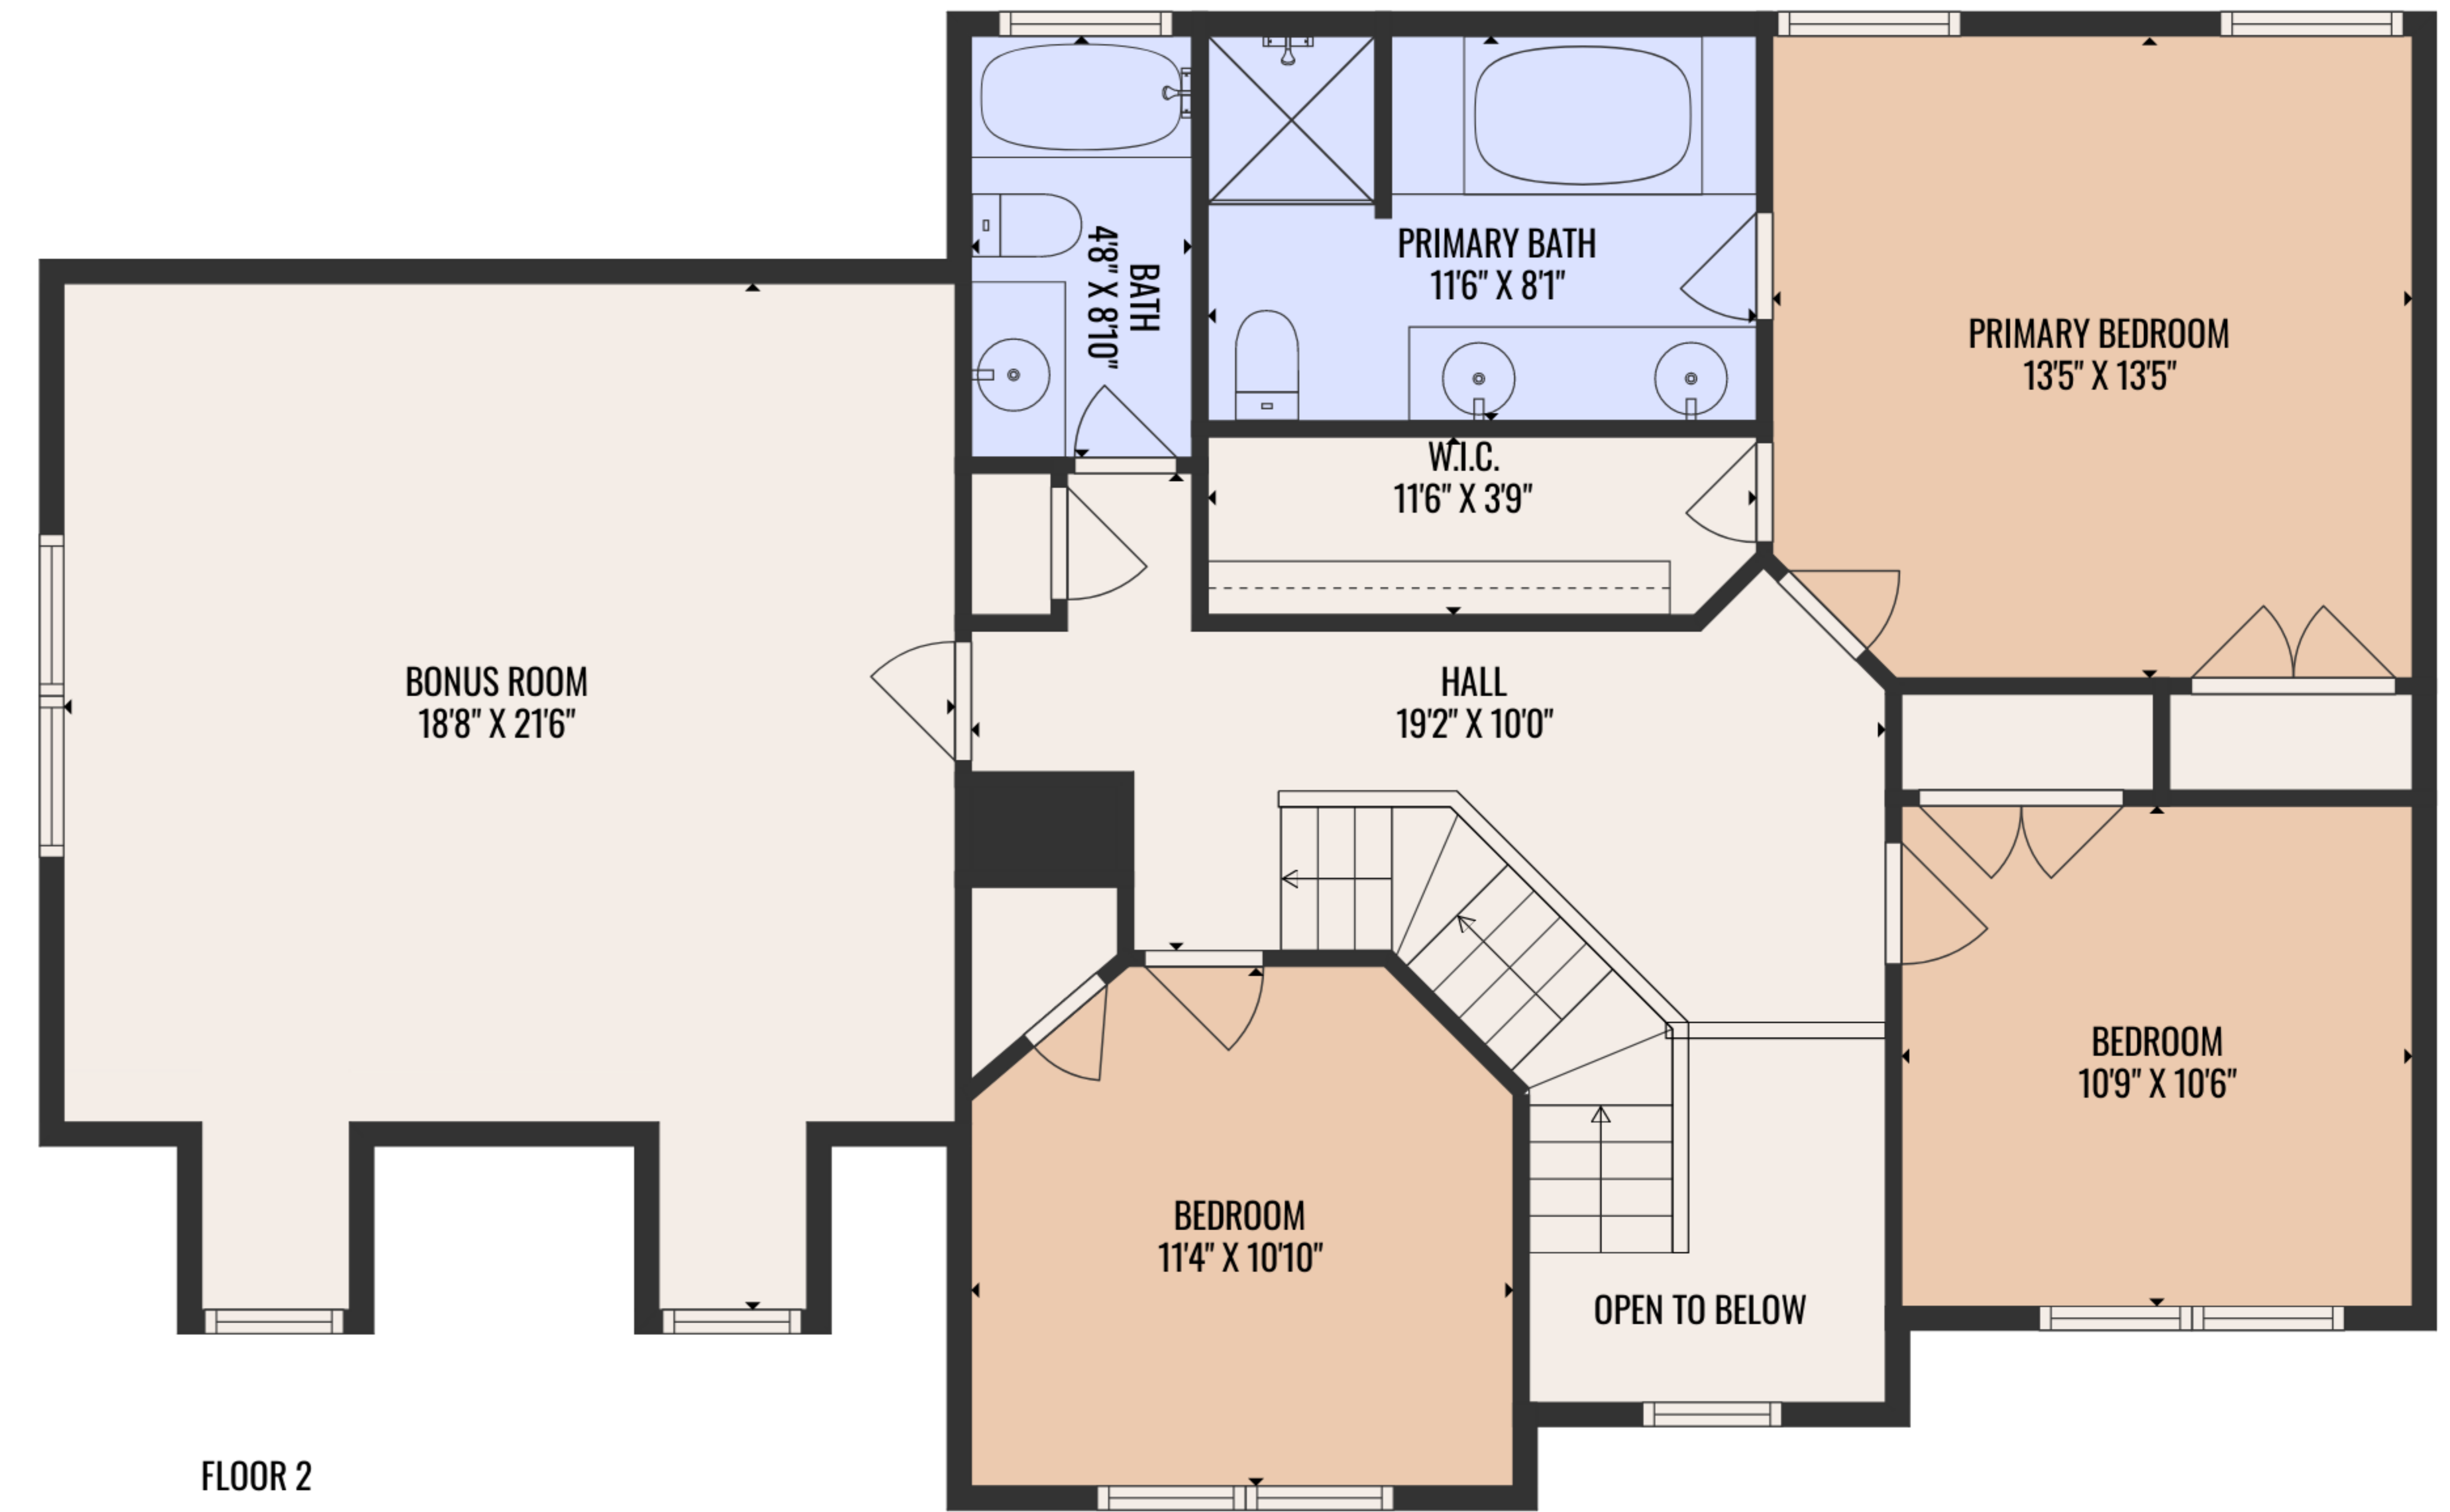 BATH
4'8" X 8'10"
PRIMARY BATH
11'6" X 8'1"
PRIMARY BEDROOM
13'5" X 13'5"
W.I.C.
11'6" X 3'9"
BONUS ROOM
18'8" X 21'6"
HALL
19'2" X 10'0"
BEDROOM
10'9" X 10'6"
BEDROOM
11'4" X 10'10"
OPEN TO BELOW
FLOOR 2